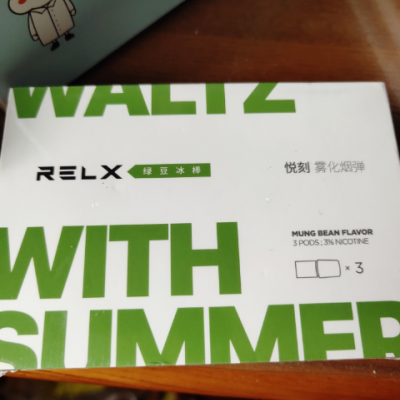 WALTZ
RELX 绿豆冰棒
悦刻 雾化烟弹
WITH
MUNG BEAN FLAVOR
3 PODS ; 3% NICOTINE
× 3
SUMMER